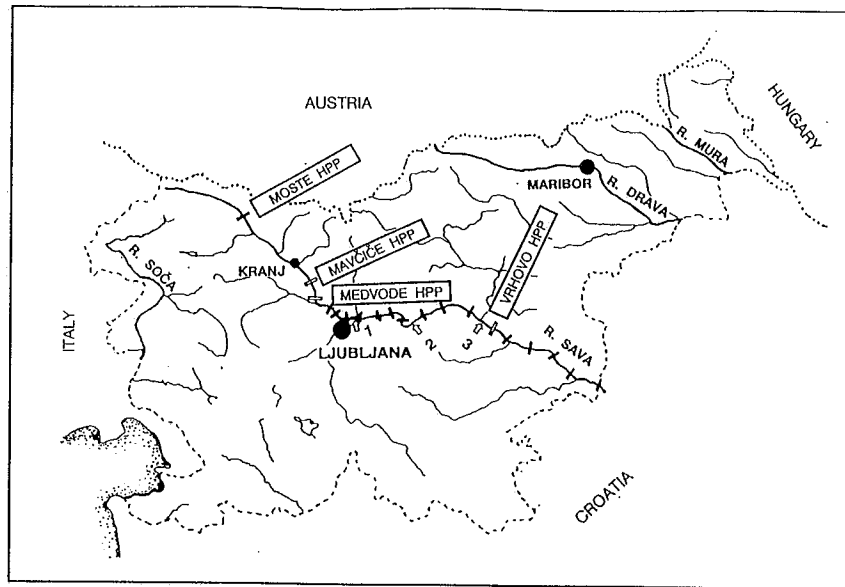 AUSTRIA
HUNGARY
R. MURA
MOSTE HPP
MARIBOR
R. DRAVA
VRHOVO HPP
MAVČIČE HPP
KRANJ
R. SOČA
MEDVODE HPP
ITALY
1
2
3
LJUBLJANA
R. SAVA
CROATIA